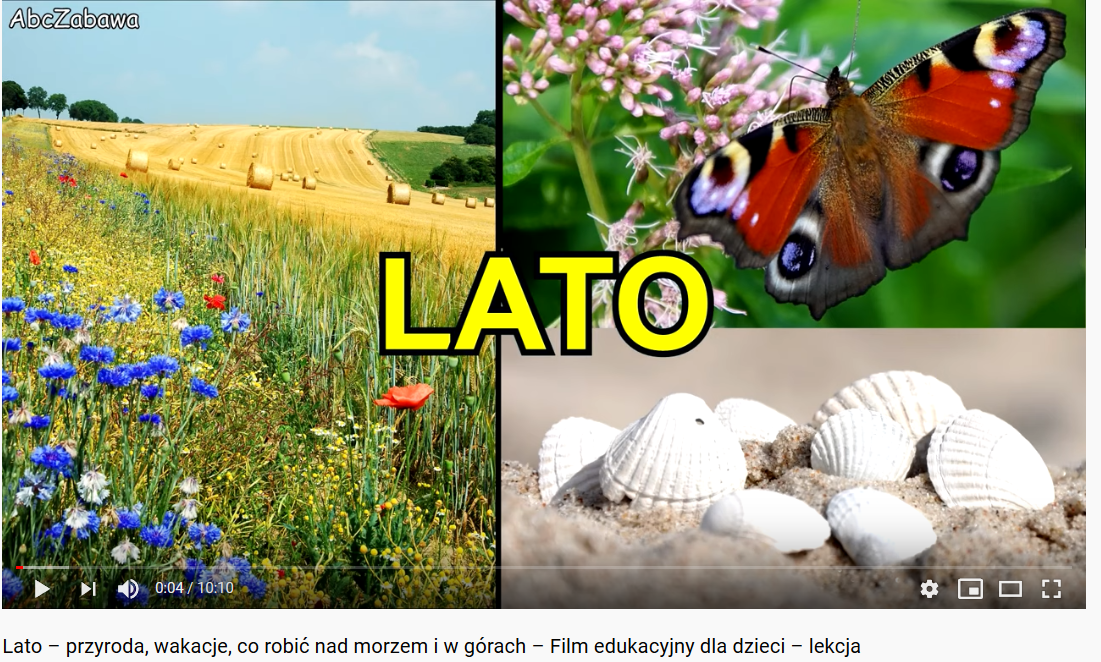 AbcZabawa
LATO
0:04 / 10:10
Lato – przyroda, wakacje, co robić nad morzem i w górach – Film edukacyjny dla dzieci – lekcja